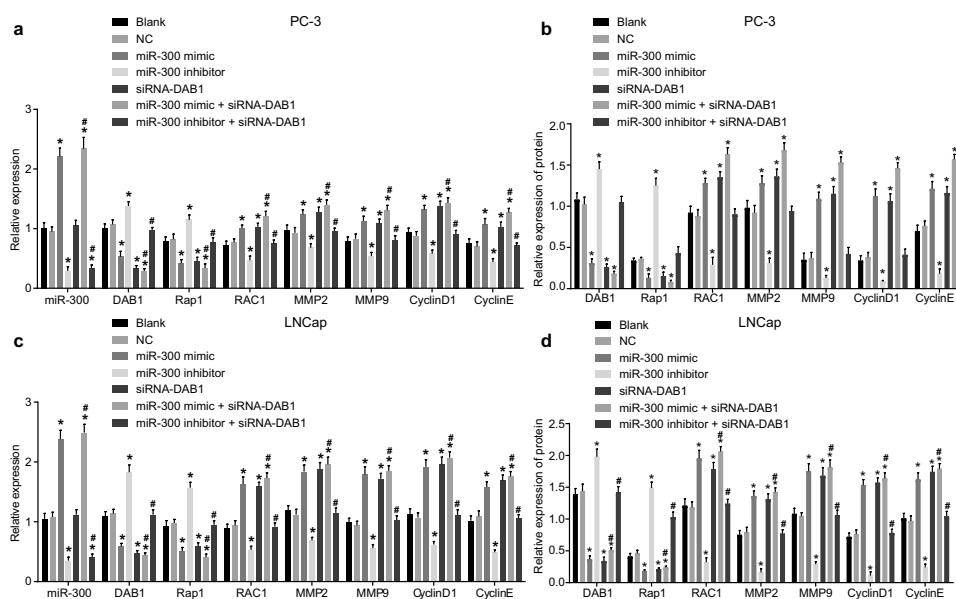 a
PC-3
Blank
NC
miR-300 mimic
miR-300 inhibitor
siRNA-DAB1
miR-300 mimic + siRNA-DAB1
miR-300 inhibitor + siRNA-DAB1
Relative expression
3
2
1
0
miR-300 DAB1 Rap1 RAC1 MMP2 MMP9 CyclinD1 CyclinE
b
PC-3
Blank
NC
miR-300 mimic
miR-300 inhibitor
siRNA-DAB1
miR-300 mimic + siRNA-DAB1
miR-300 inhibitor + siRNA-DAB1
Relative expression of protein
2.0
1.5
1.0
0.5
0.0
DAB1 Rap1 RAC1 MMP2 MMP9 CyclinD1 CyclinE
c
LNCap
Blank
NC
miR-300 mimic
miR-300 inhibitor
siRNA-DAB1
miR-300 mimic + siRNA-DAB1
miR-300 inhibitor + siRNA-DAB1
Relative expression
3
2
1
0
miR-300 DAB1 Rap1 RAC1 MMP2 MMP9 CyclinD1 CyclinE
d
LNCap
Blank
NC
miR-300 mimic
miR-300 inhibitor
siRNA-DAB1
miR-300 mimic + siRNA-DAB1
miR-300 inhibitor + siRNA-DAB1
Relative expression of protein
2.5
2.0
1.5
1.0
0.5
0.0
DAB1 Rap1 RAC1 MMP2 MMP9 CyclinD1 CyclinE